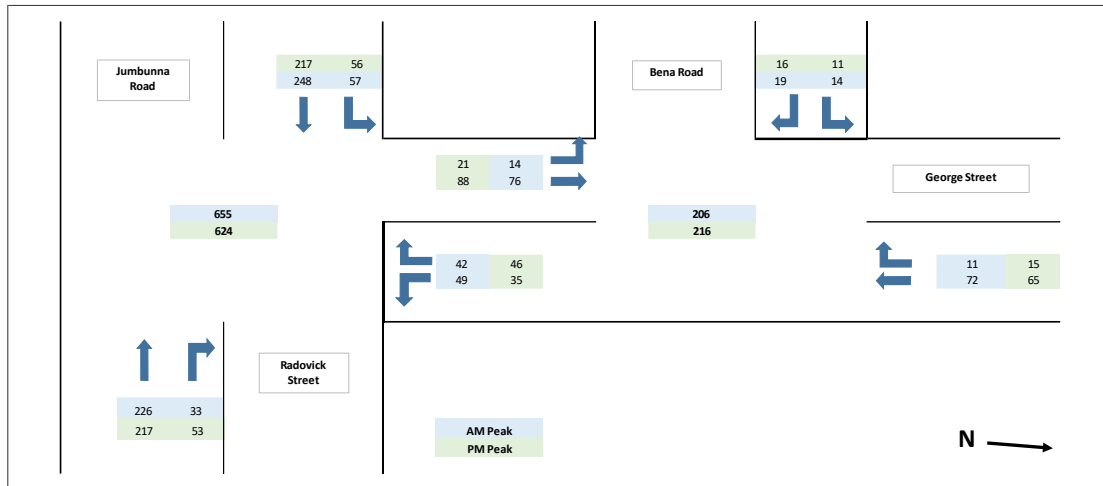 217 56
248 57
Jumbunna
Road
Bena Road
16 11
19 14
21 14
88 76
George Street
655
624
206
216
42 46
49 35
11 15
72 65
Radovick
Street
226 33
217 53
AM Peak
PM Peak
N